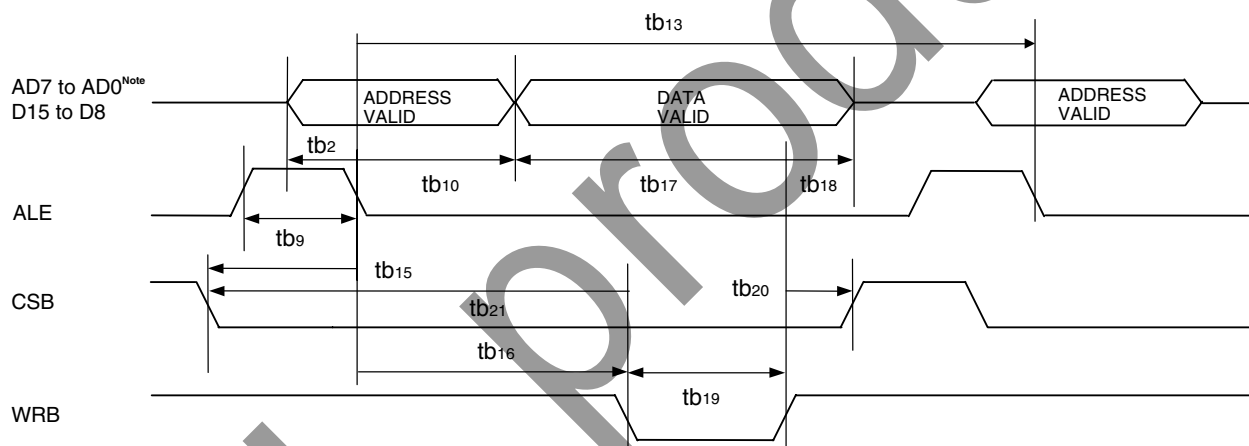 tb13
AD7 to AD0Note
D15 to D8
ADDRESS
VALID
DATA
VALID
ADDRESS
VALID
tb2
tb10
tb17
tb18
ALE
tb9
tb15
CSB
tb20
tb21
tb16
WRB
tb19